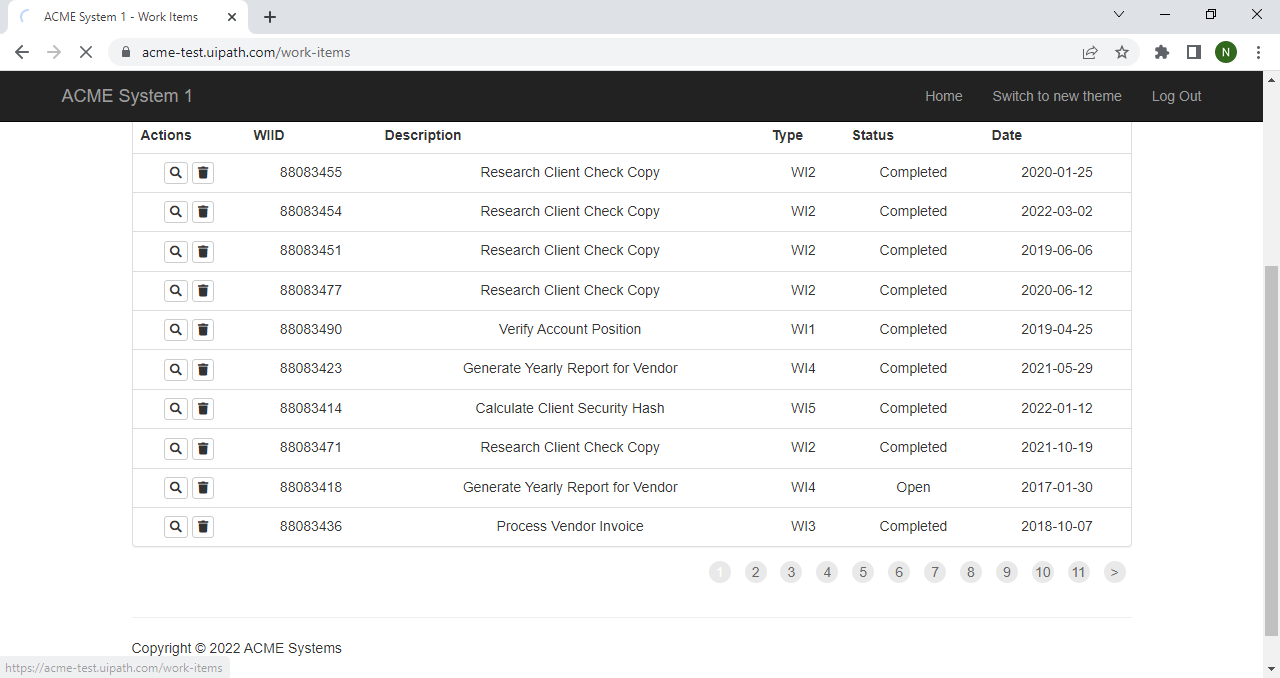 ACME System 1 - Work Items
acme-test.uipath.com/work-items
N
ACME System 1 Home Switch to new theme Log Out
Actions WIID Description Type Status Date
88083455 Research Client Check Copy WI2 Completed 2020-01-25
88083454 Research Client Check Copy WI2 Completed 2022-03-02
88083451 Research Client Check Copy WI2 Completed 2019-06-06
88083477 Research Client Check Copy WI2 Completed 2020-06-12
88083490 Verify Account Position WI1 Completed 2019-04-25
88083423 Generate Yearly Report for Vendor WI4 Completed 2021-05-29
88083414 Calculate Client Security Hash WI5 Completed 2022-01-12
88083471 Research Client Check Copy WI2 Completed 2021-10-19
88083418 Generate Yearly Report for Vendor WI4 Open 2017-01-30
88083436 Process Vendor Invoice WI3 Completed 2018-10-07
1 2 3 4 5 6 7 8 9 10 11 >
Copyright © 2022 ACME Systems
https://acme-test.uipath.com/work-items